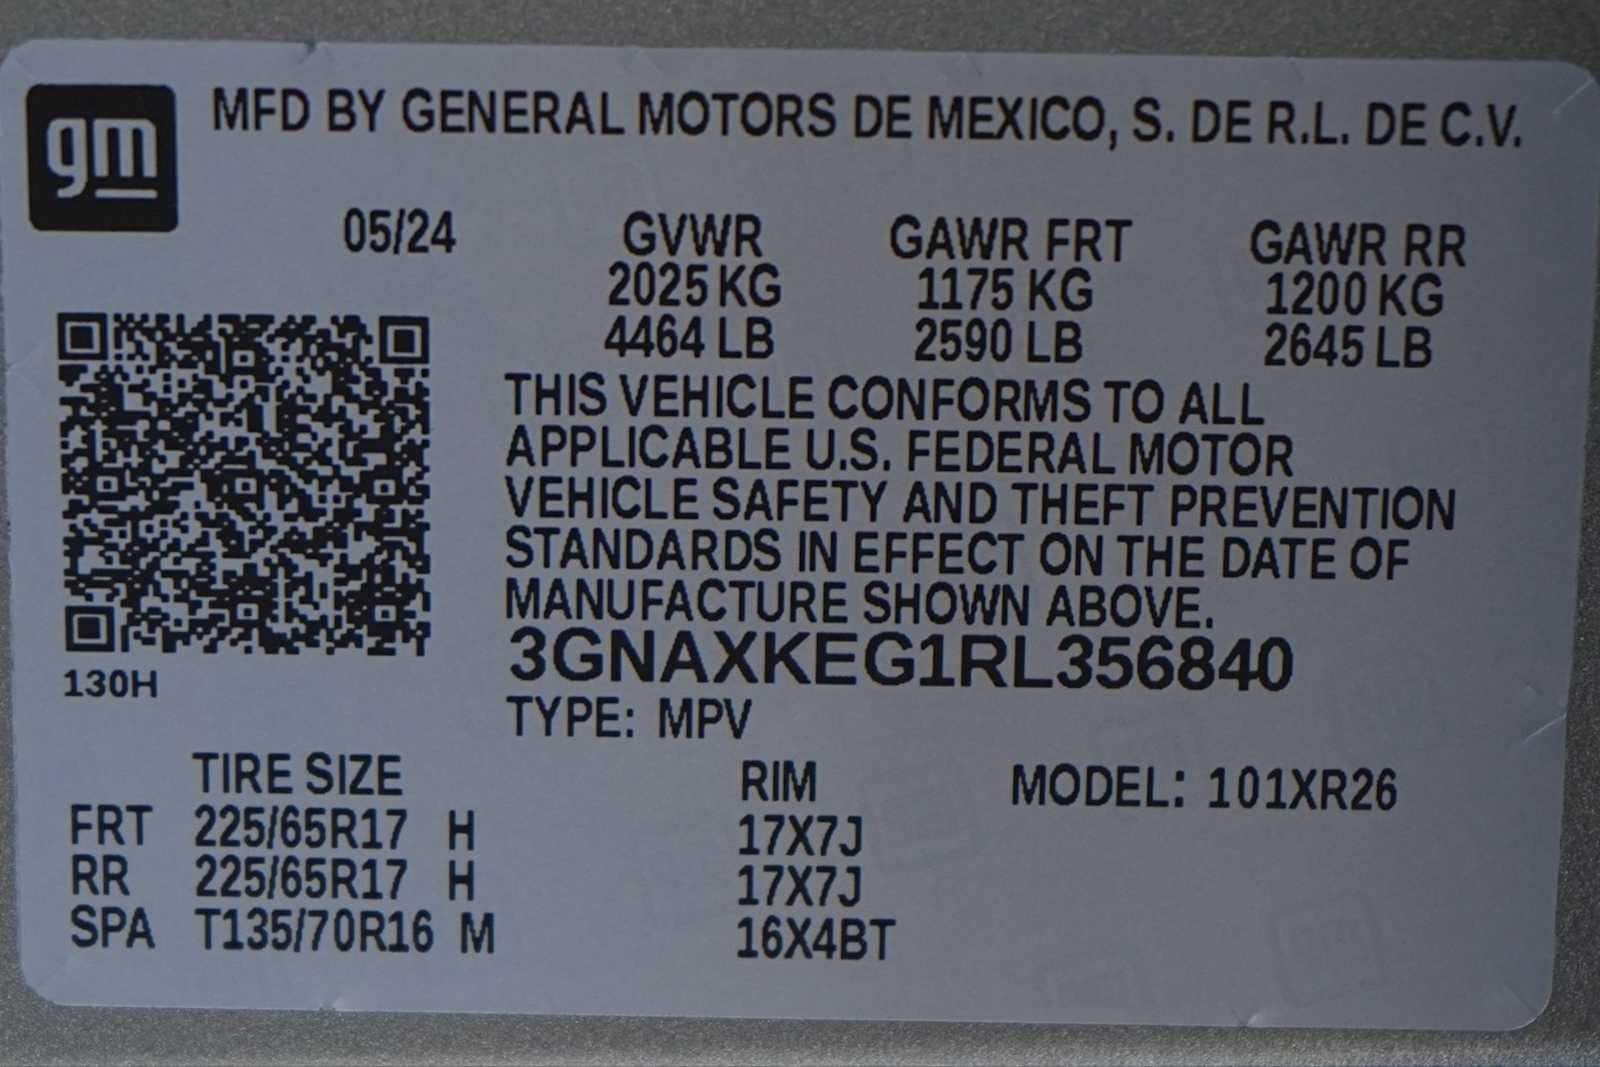 gm
MFD BY GENERAL MOTORS DE MEXICO, S. DE R.L. DE C.V.
05/24 GVWR GAWR FRT GAWR RR
2025 KG 1175 KG 1200 KG
4464 LB 2590 LB 2645 LB
THIS VEHICLE CONFORMS TO ALL
APPLICABLE U.S. FEDERAL MOTOR
VEHICLE SAFETY AND THEFT PREVENTION
STANDARDS IN EFFECT ON THE DATE OF
MANUFACTURE SHOWN ABOVE.
3GNAXKEG1RL356840
130H
TYPE: MPV
TIRE SIZE RIM MODEL: 101XR26
FRT 225/65R17 H 17X7J
RR 225/65R17 H 17X7J
SPA T135/70R16 M 16X4BT